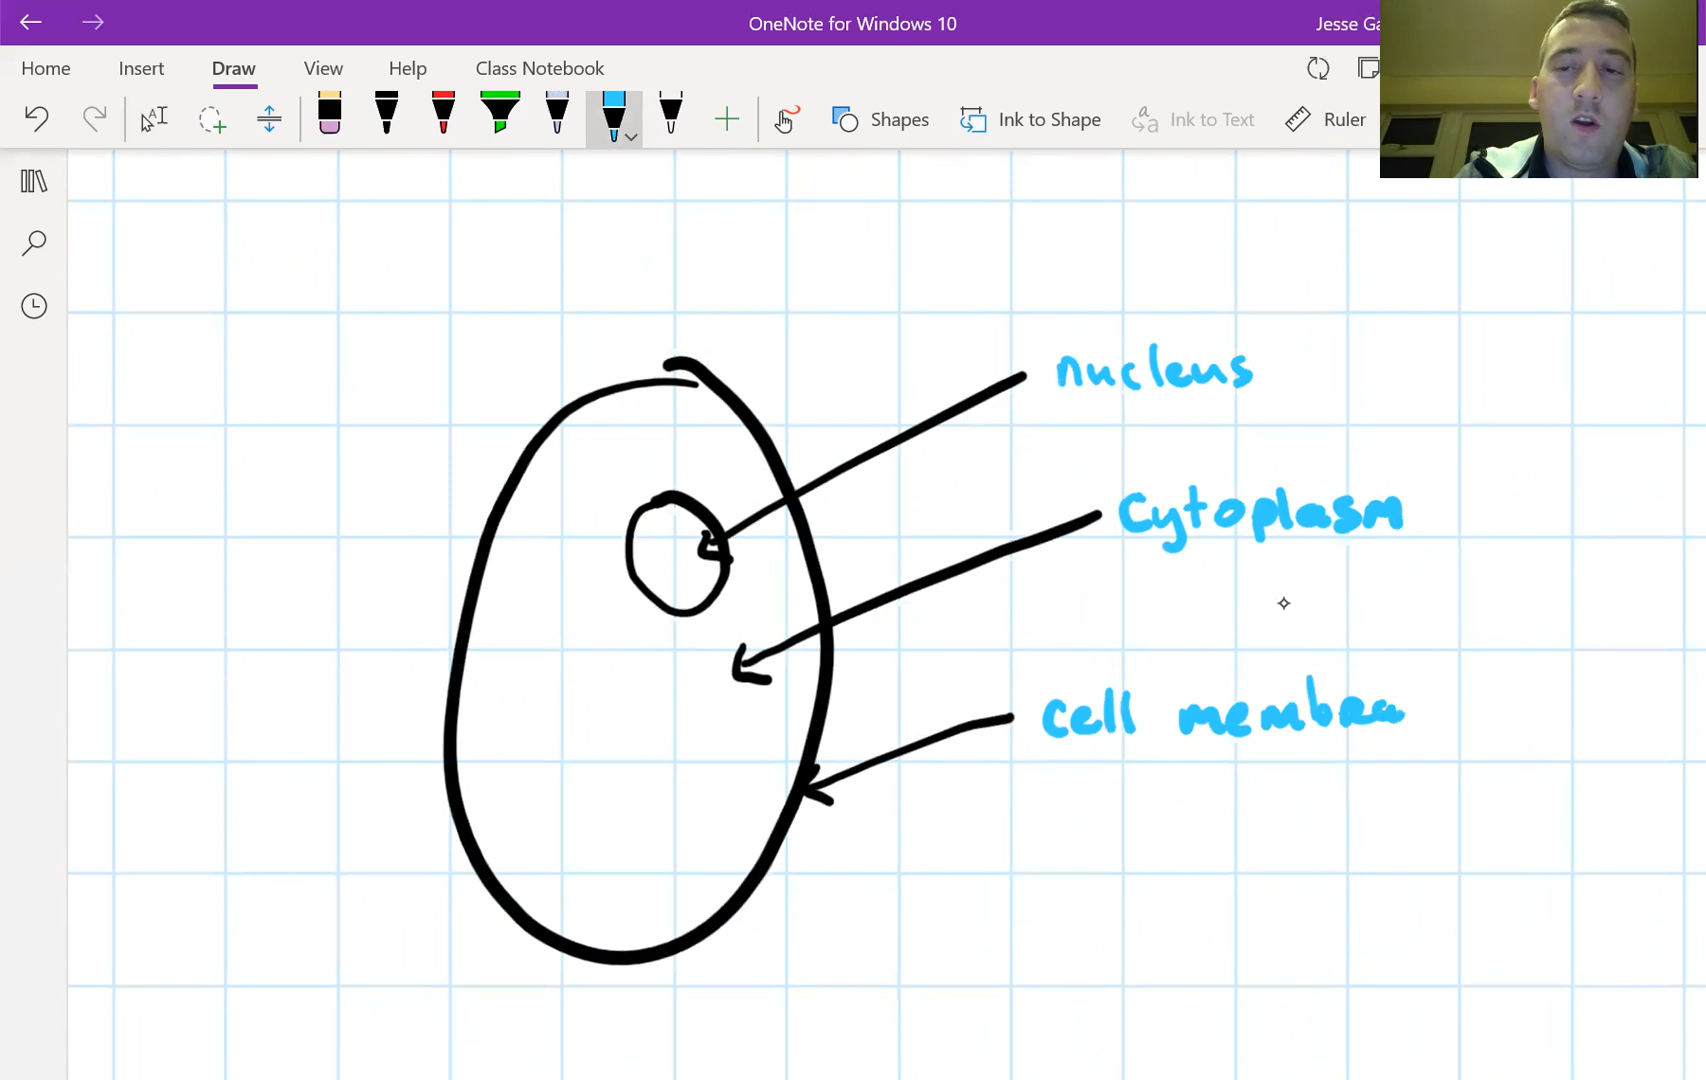 OneNote for Windows 10
Jesse Ga
Home Insert Draw View Help Class Notebook
Shapes Ink to Shape Ink to Text Ruler
nucleus
cytoplasm
cell membra